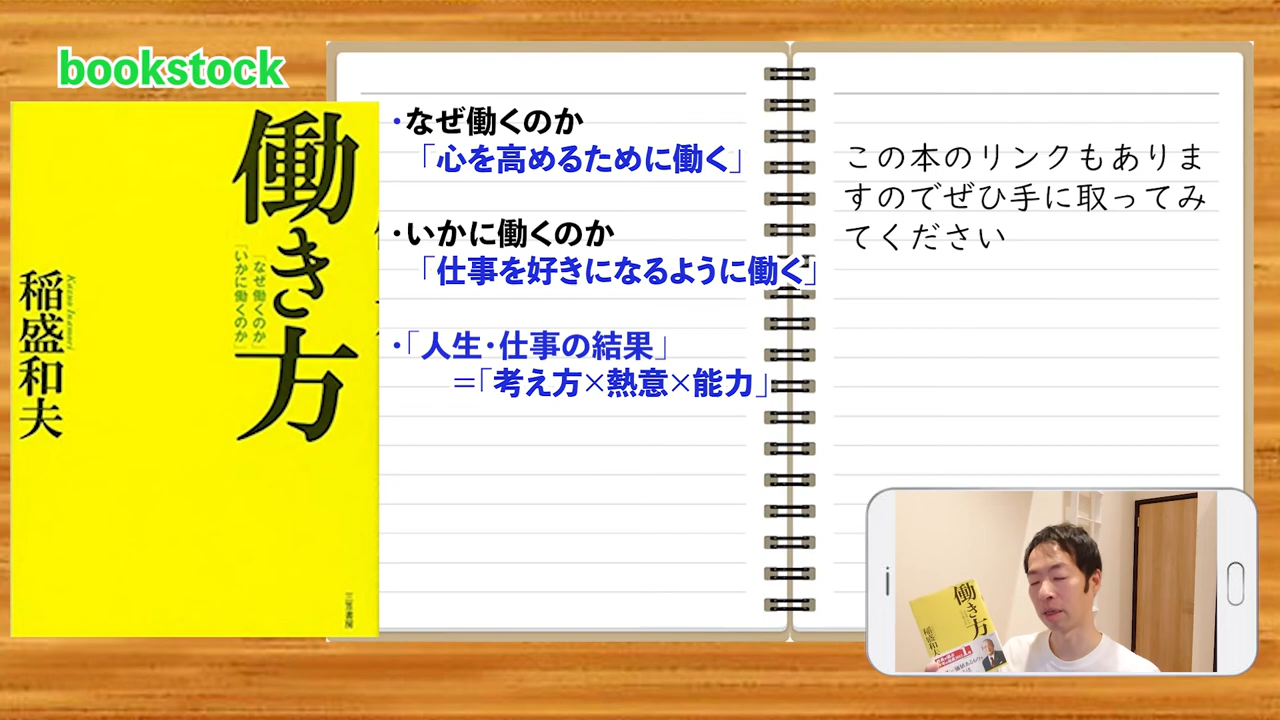 bookstock
働き方
「なぜ働くのか」
「いかに働くのか」
Kazuo Inamori
稲盛和夫
三笠書房
・なぜ働くのか
「心を高めるために働く」
・いかに働くのか
「仕事を好きになるように働く」
・「人生・仕事の結果」
=「考え方×熱意×能力」
この本のリンクもありま
すのでぜひ手に取ってみ
てください
働き方
稲盛和夫